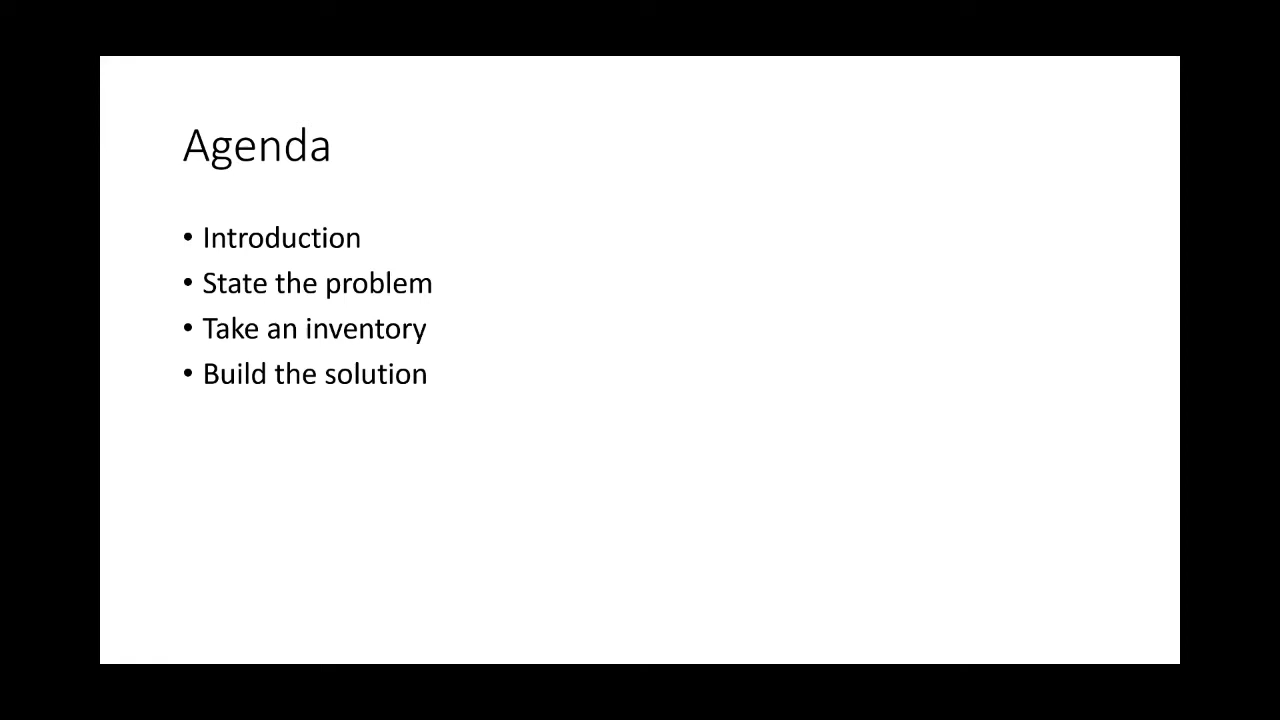 Agenda
• Introduction
• State the problem
• Take an inventory
• Build the solution